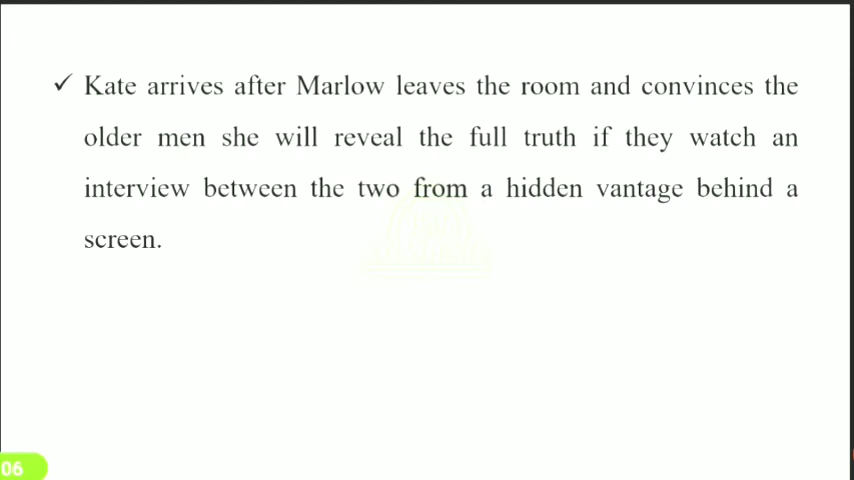 ✓ Kate arrives after Marlow leaves the room and convinces the
older men she will reveal the full truth if they watch an
interview between the two from a hidden vantage behind a
screen.
06